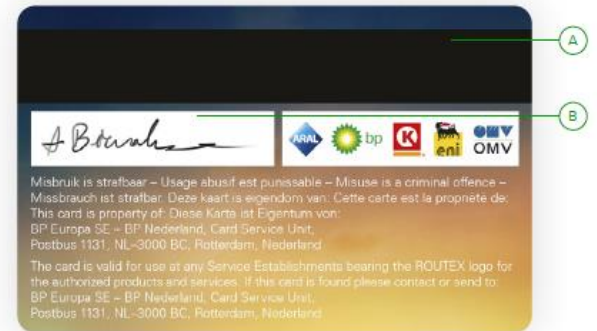 A
B
ARAL bp K eni OMV
OMV
Misbruik is strafbaar – Usage abusif est punissable – Misuse is a criminal offence –
Missbrauch ist strafbar. Deze kaart is eigendom van: Cette carte est la propriété de:
This card is property of: Diese Karte ist Eigentum von:
BP Europa SE – BP Nederland, Card Service Unit,
Postbus 1131, NL–3000 BC, Rotterdam, Nederland
The card is valid for use at any Service Establishments bearing the ROUTEX logo for
the authorized products and services. If this card is found please contact or send to:
BP Europa SE – BP Nederland, Card Service Unit,
Postbus 1131, NL–3000 BC, Rotterdam, Nederland